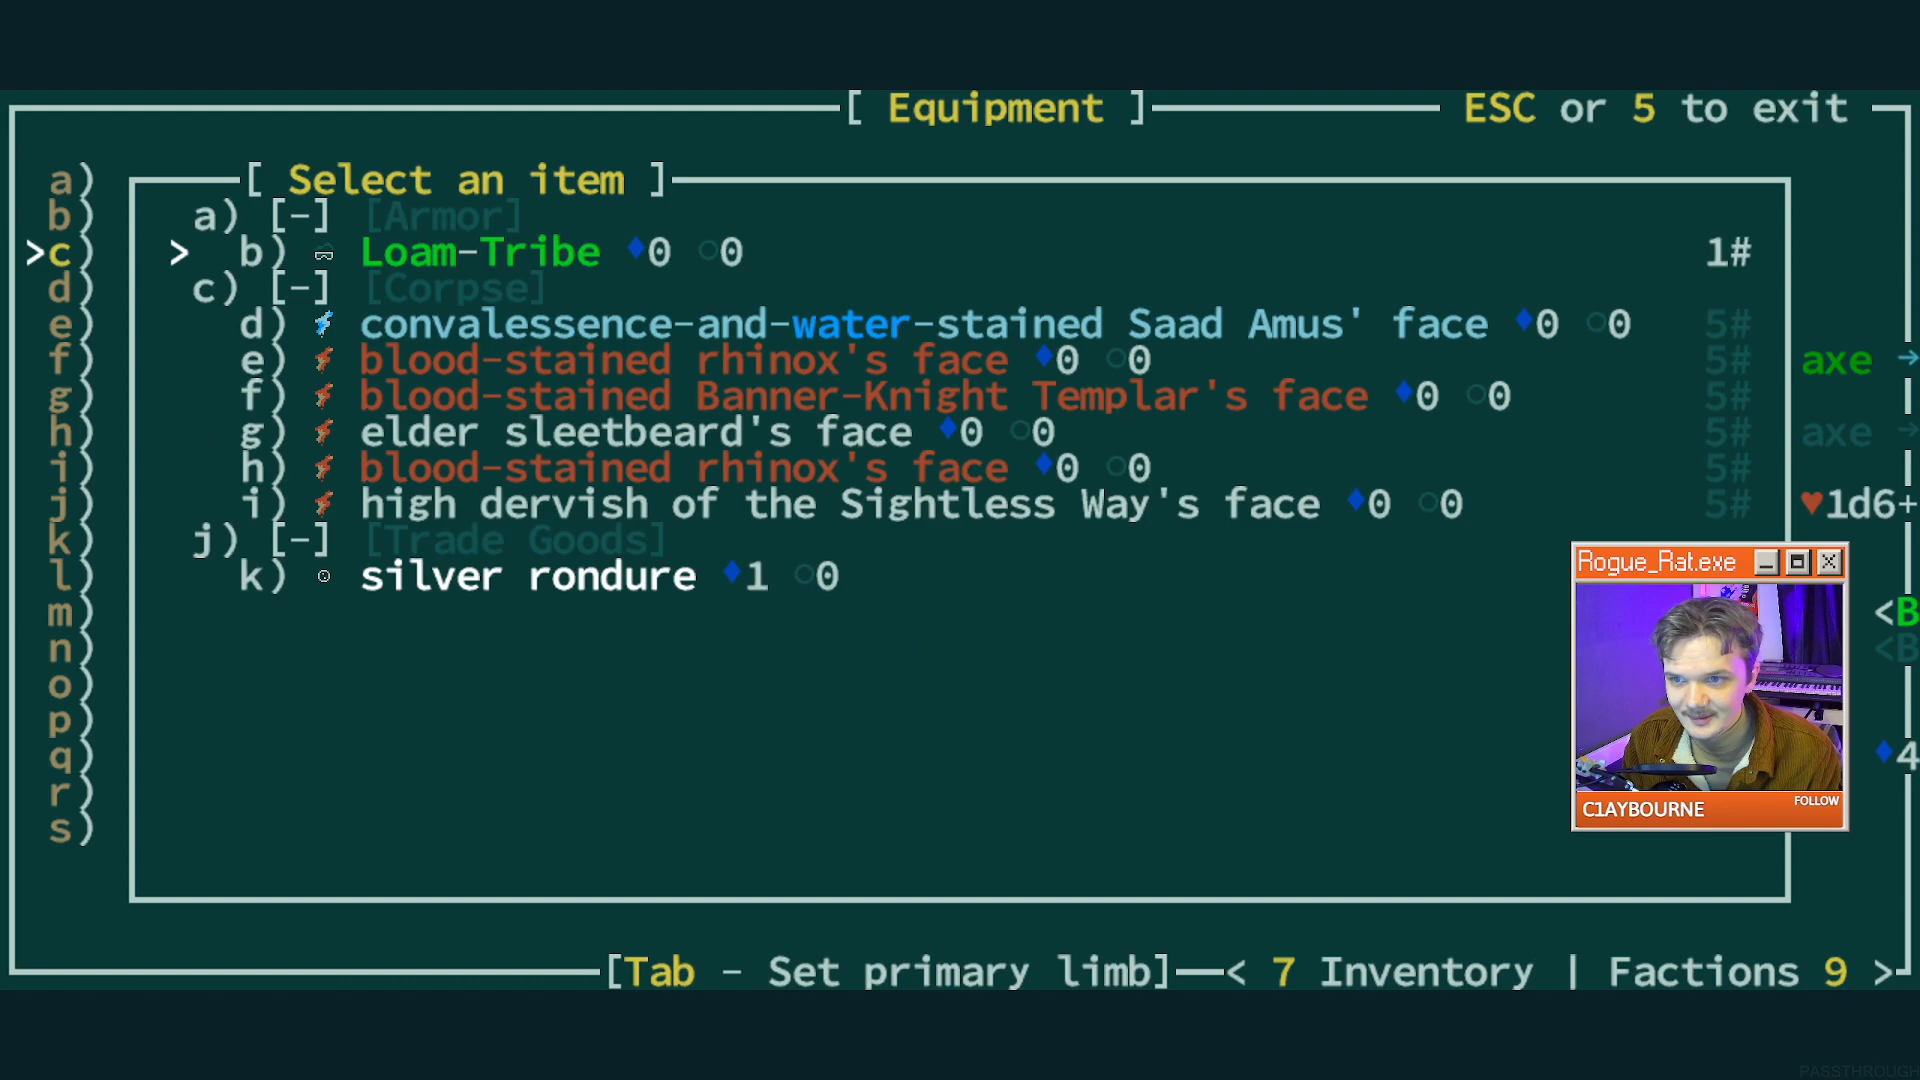 [ Equipment ] ESC or 5 to exit
[ Select an item ]
a) a) [-] [Armor]
b) > b) Loam-Tribe ♦0 ○0 1#
>c) c) [-] [Corpse]
d) d) convalessence-and-water-stained Saad Amus' face ♦0 ○0 5#
e) e) blood-stained rhinox's face ♦0 ○0 5# axe →
f) f) blood-stained Banner-Knight Templar's face ♦0 ○0 5#
g) g) elder sleetbeard's face ♦0 ○0 5# axe →
h) h) blood-stained rhinox's face ♦0 ○0 5#
i) i) high dervish of the Sightless Way's face ♦0 ○0 5# ♥1d6+
j) j) [-] [Trade Goods]
k) k) silver rondure ♦1 ○0
l)
m) <B
n) <B
o)
p)
q) ♦4
r)
s)
Rogue_Rat.exe
C1AYBOURNE FOLLOW
[Tab - Set primary limb] < 7 Inventory | Factions 9 >
PASSTHROUGH